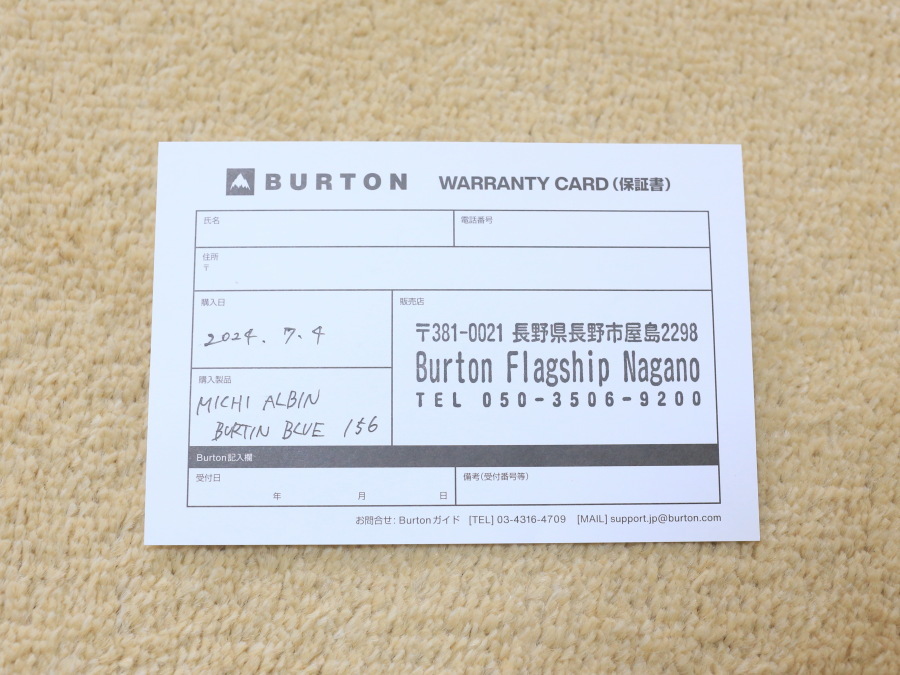 BURTON WARRANTY CARD(保証書)
氏名
電話番号
住所
〒
購入日
2024. 7. 4
販売店
〒381-0021 長野県長野市屋島2298
Burton Flagship Nagano
TEL 050-3506-9200
購入製品
MICHI ALBIN
BURTIN BLUE 156
Burton記入欄
受付日
年 月 日
備考(受付番号等)
お問合せ: Burtonガイド [TEL] 03-4316-4709 [MAIL] support.jp@burton.com